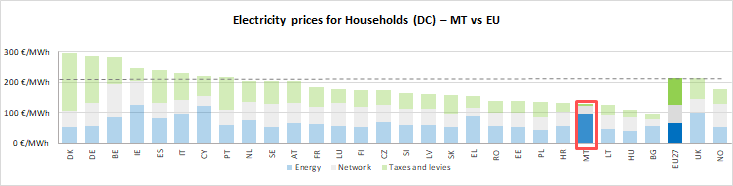 Electricity prices for Households (DC) – MT vs EU
300 €/MWh
200 €/MWh
100 €/MWh
0 €/MWh
DK DE BE IE ES IT CY PT NL SE AT FR LU FI CZ SI LV SK EL RO EE PL HR MT LT HU BG EU27 UK NO
Energy Network Taxes and levies